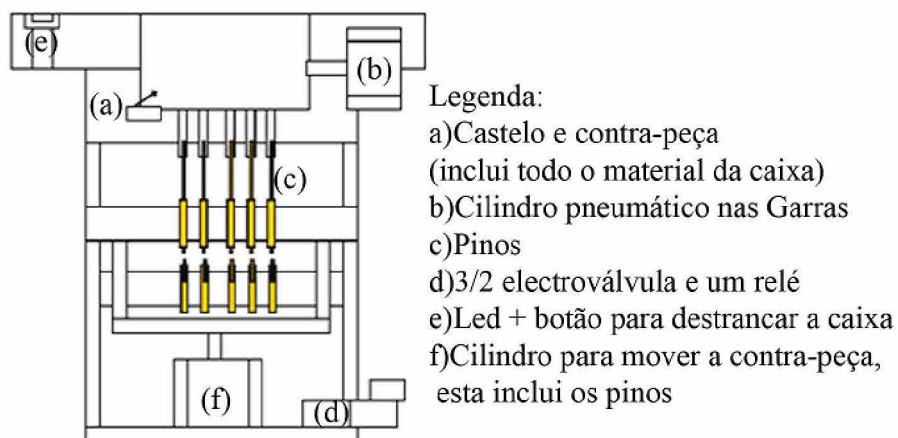 (e)
(b)
(a)
(c)
(f)
(d)
Legenda:
a)Castelo e contra-peça
(inclui todo o material da caixa)
b)Cilindro pneumático nas Garras
c)Pinos
d)3/2 electroválvula e um relé
e)Led + botão para destrancar a caixa
f)Cilindro para mover a contra-peça,
esta inclui os pinos